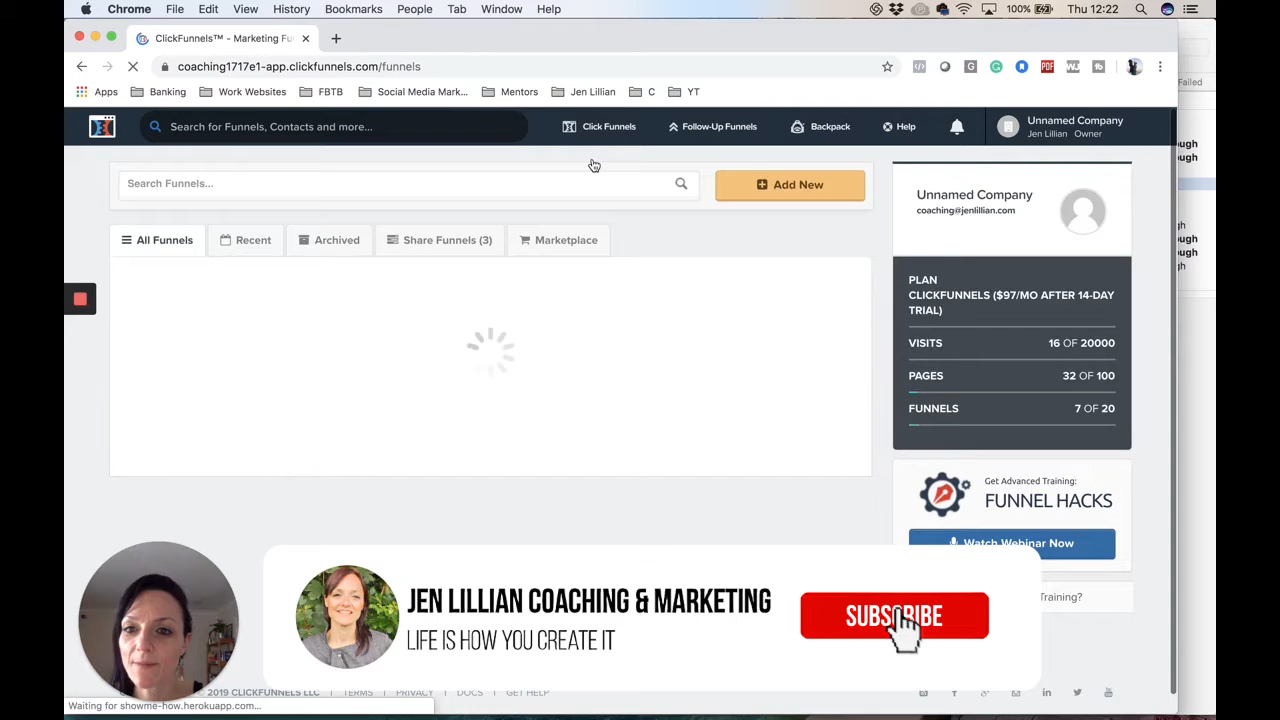 Chrome File Edit View History Bookmarks People Tab Window Help 100% Thu 12:22
ClickFunnels™ - Marketing Fu
coaching1717e1-app.clickfunnels.com/funnels
Apps Banking Work Websites FBTB Social Media Mark... Mentors Jen Lillian C YT
Failed
Search for Funnels, Contacts and more... Click Funnels Follow-Up Funnels Backpack Help
Unnamed Company
Jen Lillian Owner
Search Funnels... Add New
All Funnels Recent Archived Share Funnels (3) Marketplace
Unnamed Company
coaching@jenlillian.com
PLAN
CLICKFUNNELS ($97/MO AFTER 14-DAY
TRIAL)
VISITS 16 OF 20000
PAGES 32 OF 100
FUNNELS 7 OF 20
Get Advanced Training:
FUNNEL HACKS
Watch Webinar Now
Training?
JEN LILLIAN COACHING & MARKETING
LIFE IS HOW YOU CREATE IT
SUBSCRIBE
© 2019 CLICKFUNNELS LLC TERMS PRIVACY DOCS GET HELP
Waiting for showme-how.herokuapp.com...